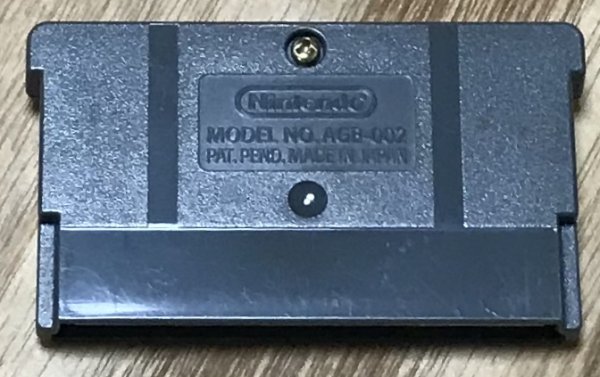 Nintendo
MODEL NO. AGB-002
PAT. PEND. MADE IN JAPAN